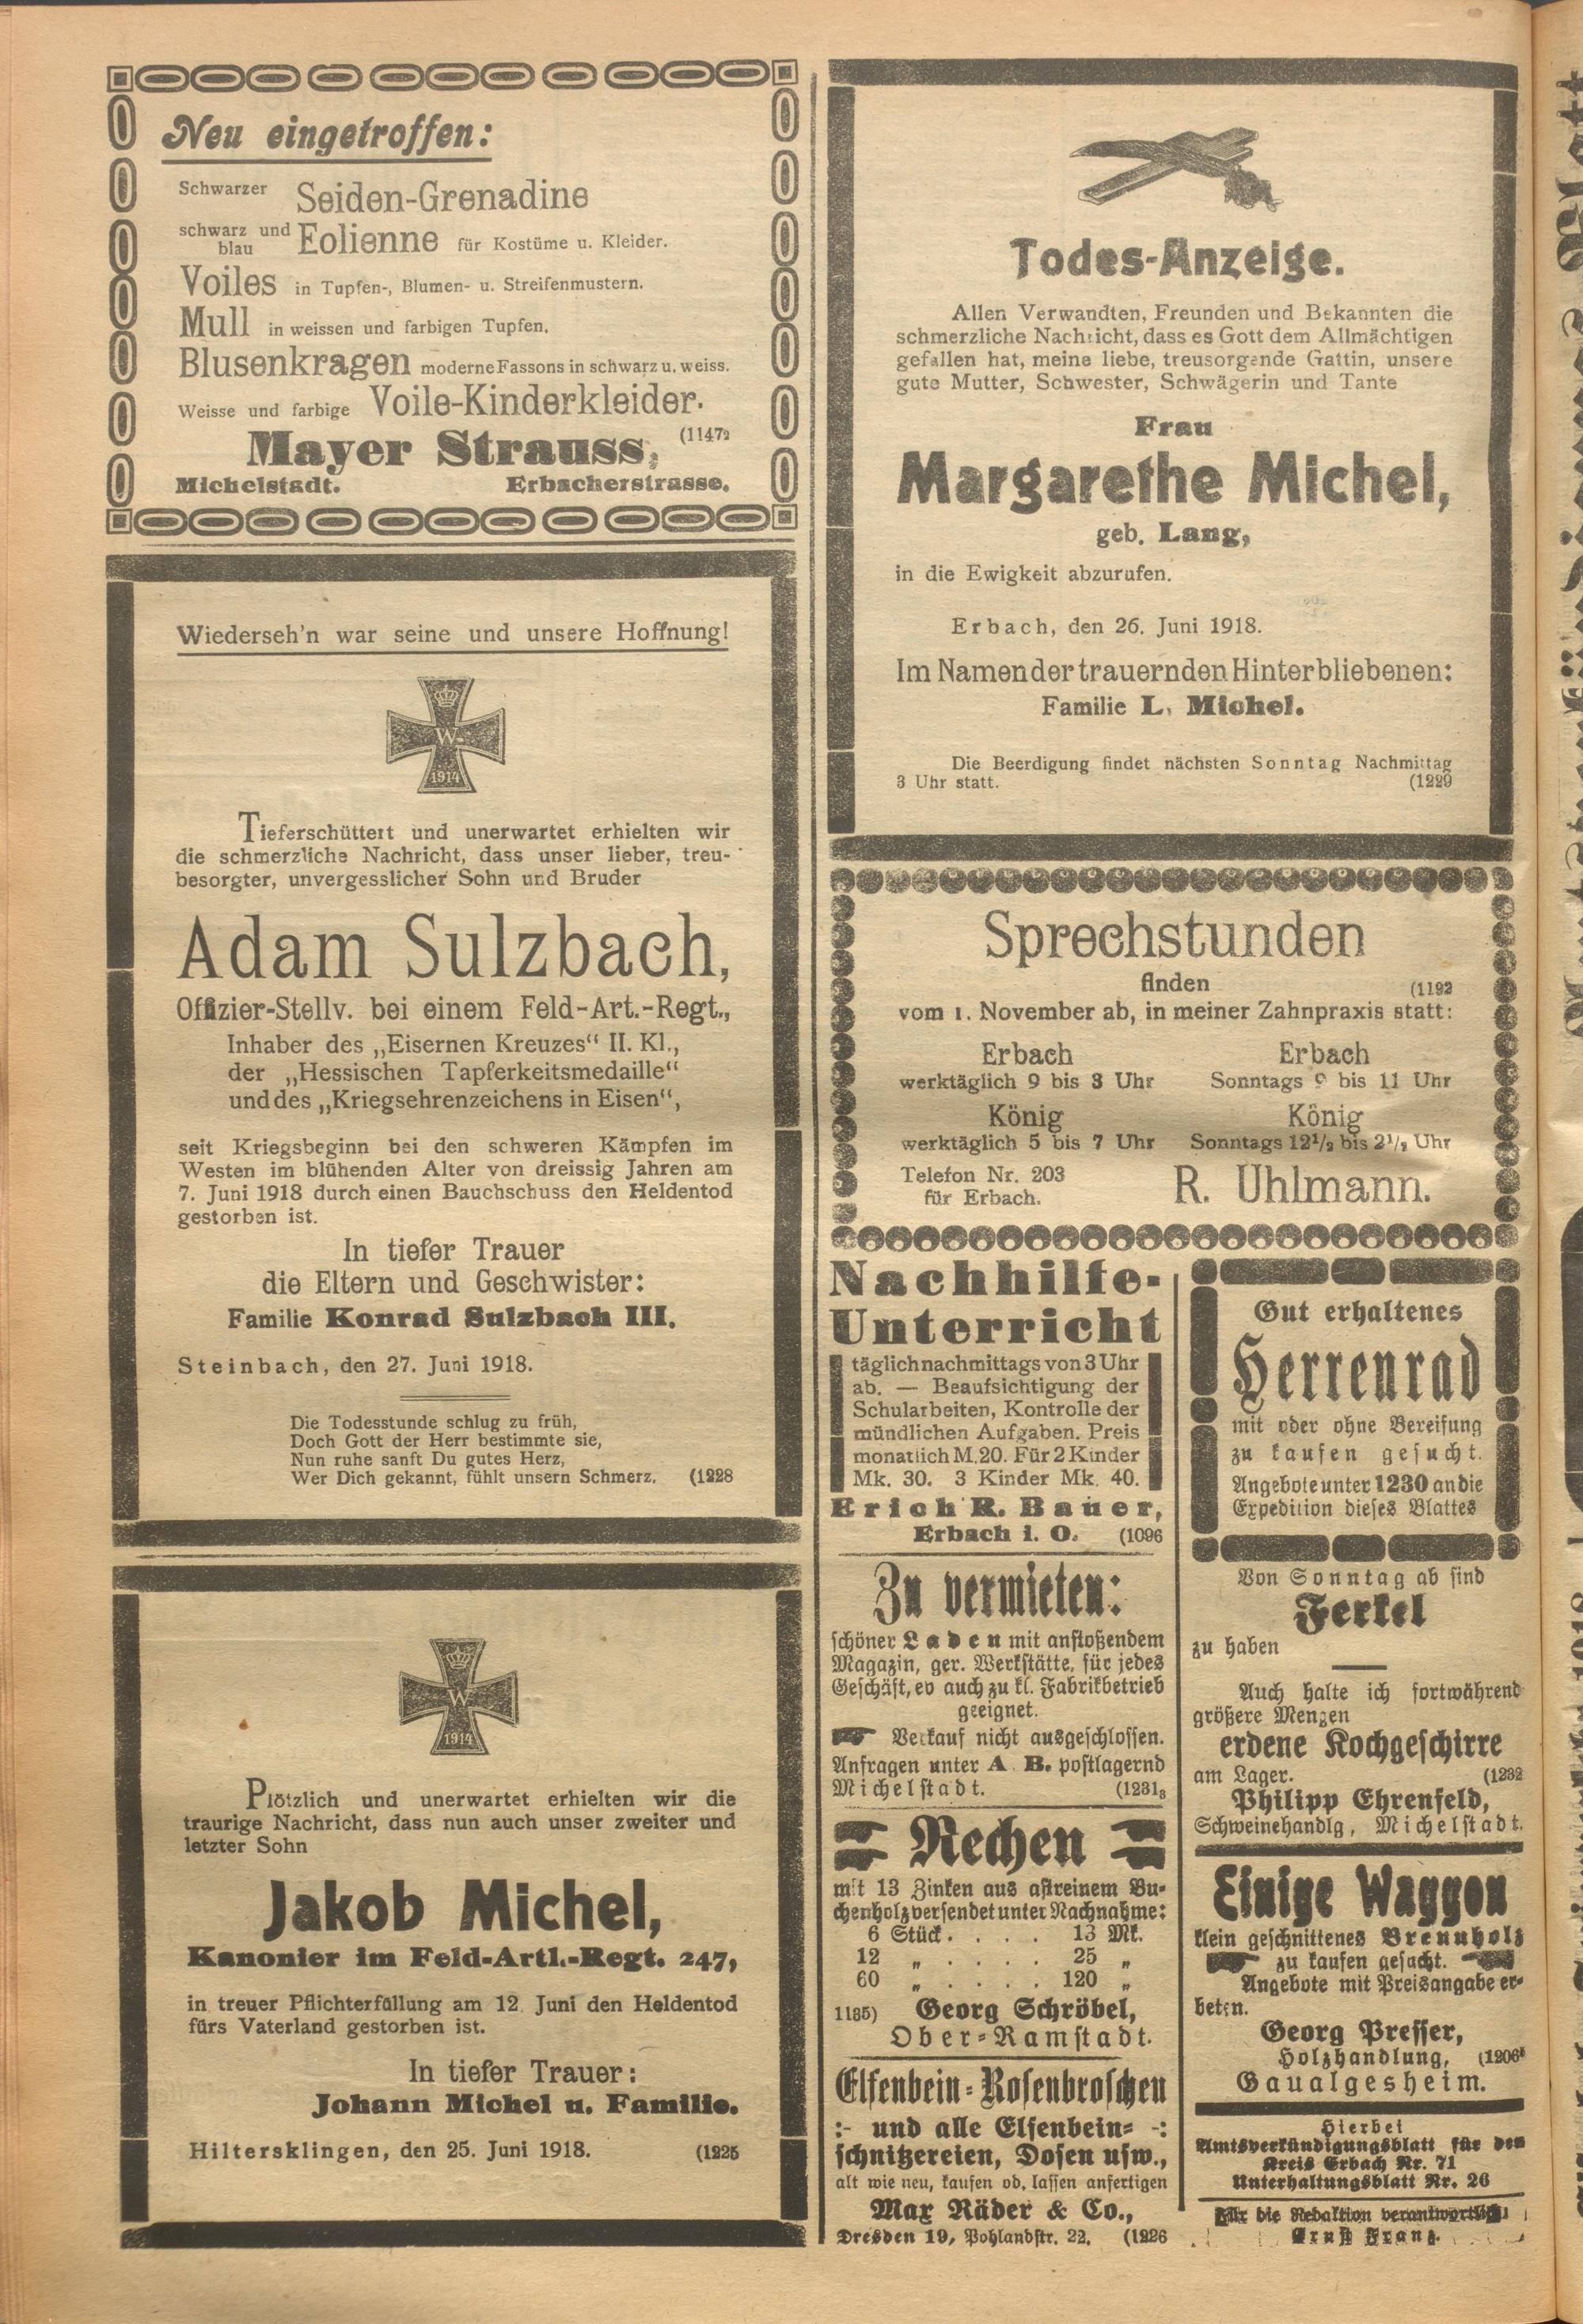 Neu eingetroffen:
Schwarzer Seiden-Grenadine
schwarz und blau Eolienne für Kostüme u. Kleider.
Voiles in Tupfen-, Blumen- u. Streifenmustern.
Mull in weissen und farbigen Tupfen.
Blusenkragen moderne Fassons in schwarz u. weiss.
Weisse und farbige Voile-Kinderkleider.
Mayer Strauss, (1147₂
Michelstadt. Erbacherstrasse.
Wiederseh'n war seine und unsere Hoffnung!
W
1914
Tieferschüttert und unerwartet erhielten wir
die schmerzliche Nachricht, dass unser lieber, treu-
besorgter, unvergesslicher Sohn und Bruder
Adam Sulzbach,
Offizier-Stellv. bei einem Feld-Art.-Regt.,
Inhaber des „Eisernen Kreuzes“ II. Kl.,
der „Hessischen Tapferkeitsmedaille“
und des „Kriegsehrenzeichens in Eisen“,
seit Kriegsbeginn bei den schweren Kämpfen im
Westen im blühenden Alter von dreissig Jahren am
7. Juni 1918 durch einen Bauchschuss den Heldentod
gestorben ist.
In tiefer Trauer
die Eltern und Geschwister:
Familie Konrad Sulzbach III.
Steinbach, den 27. Juni 1918.
Die Todesstunde schlug zu früh,
Doch Gott der Herr bestimmte sie,
Nun ruhe sanft Du gutes Herz,
Wer Dich gekannt, fühlt unsern Schmerz. (1228
W
1914
Plötzlich und unerwartet erhielten wir die
traurige Nachricht, dass nun auch unser zweiter und
letzter Sohn
Jakob Michel,
Kanonier im Feld-Artl.-Regt. 247,
in treuer Pflichterfüllung am 12. Juni den Heldentod
fürs Vaterland gestorben ist.
In tiefer Trauer:
Johann Michel u. Familie.
Hiltersklingen, den 25. Juni 1918. (1225
Todes-Anzeige.
Allen Verwandten, Freunden und Bekannten die
schmerzliche Nachricht, dass es Gott dem Allmächtigen
gefallen hat, meine liebe, treusorgende Gattin, unsere
gute Mutter, Schwester, Schwägerin und Tante
Frau
Margarethe Michel,
geb. Lang,
in die Ewigkeit abzurufen.
Erbach, den 26. Juni 1918.
Im Namen der trauernden Hinterbliebenen:
Familie L. Michel.
Die Beerdigung findet nächsten Sonntag Nachmittag
3 Uhr statt. (1229
Sprechstunden
finden (1192
vom 1. November ab, in meiner Zahnpraxis statt:
Erbach Erbach
werktäglich 9 bis 3 Uhr Sonntags 9 bis 11 Uhr
König König
werktäglich 5 bis 7 Uhr Sonntags 12½ bis 2½ Uhr
Telefon Nr. 203
für Erbach. R. Uhlmann.
Nachhilfe-
Unterricht
täglich nachmittags von 3 Uhr
ab. — Beaufsichtigung der
Schularbeiten, Kontrolle der
mündlichen Aufgaben. Preis
monatlich M. 20. Für 2 Kinder
Mk. 30. 3 Kinder Mk. 40.
Erich R. Bauer,
Erbach i. O. (1096
Zu vermieten:
schöner Laden mit anstoßendem
Magazin, ger. Werkstätte, für jedes
Geschäft, ev auch zu kl. Fabrikbetrieb
geeignet.
Verkauf nicht ausgeschlossen.
Anfragen unter A B. postlagernd
Michelstadt. (1231₃
Rechen
mit 13 Zinken aus astreinem Bu-
chenholz versendet unter Nachnahme:
6 Stück . . . . 13 Mk.
12 „ . . . . 25 „
60 „ . . . . 120 „
1185) Georg Schröbel,
Ober-Ramstadt.
Elfenbein-Rosenbroschen
:- und alle Elfenbein- -:
schnitzereien, Dosen usw.,
alt wie neu, kaufen od. lassen anfertigen
Max Räder & Co.,
Dresden 19, Pohlandstr. 22. (1226
Gut erhaltenes
Herrenrad
mit oder ohne Bereifung
zu kaufen gesucht.
Angebote unter 1230 an die
Expedition dieses Blattes
Von Sonntag ab sind
Ferkel
zu haben
Auch halte ich fortwährend
größere Mengen
erdene Kochgeschirre
am Lager. (1232
Philipp Ehrenfeld,
Schweinehandlg, Michelstadt.
Einige Waggon
klein geschnittenes Brennholz
zu kaufen gesucht.
Angebote mit Preisangabe er-
beten.
Georg Presser,
Holzhandlung, (1206
Gaualgesheim.
Hierbei
Amtsverkündigungsblatt für den
Kreis Erbach Nr. 71
Unterhaltungsblatt Nr. 26
Für die Redaktion verantwortlich
Ernst Franz.